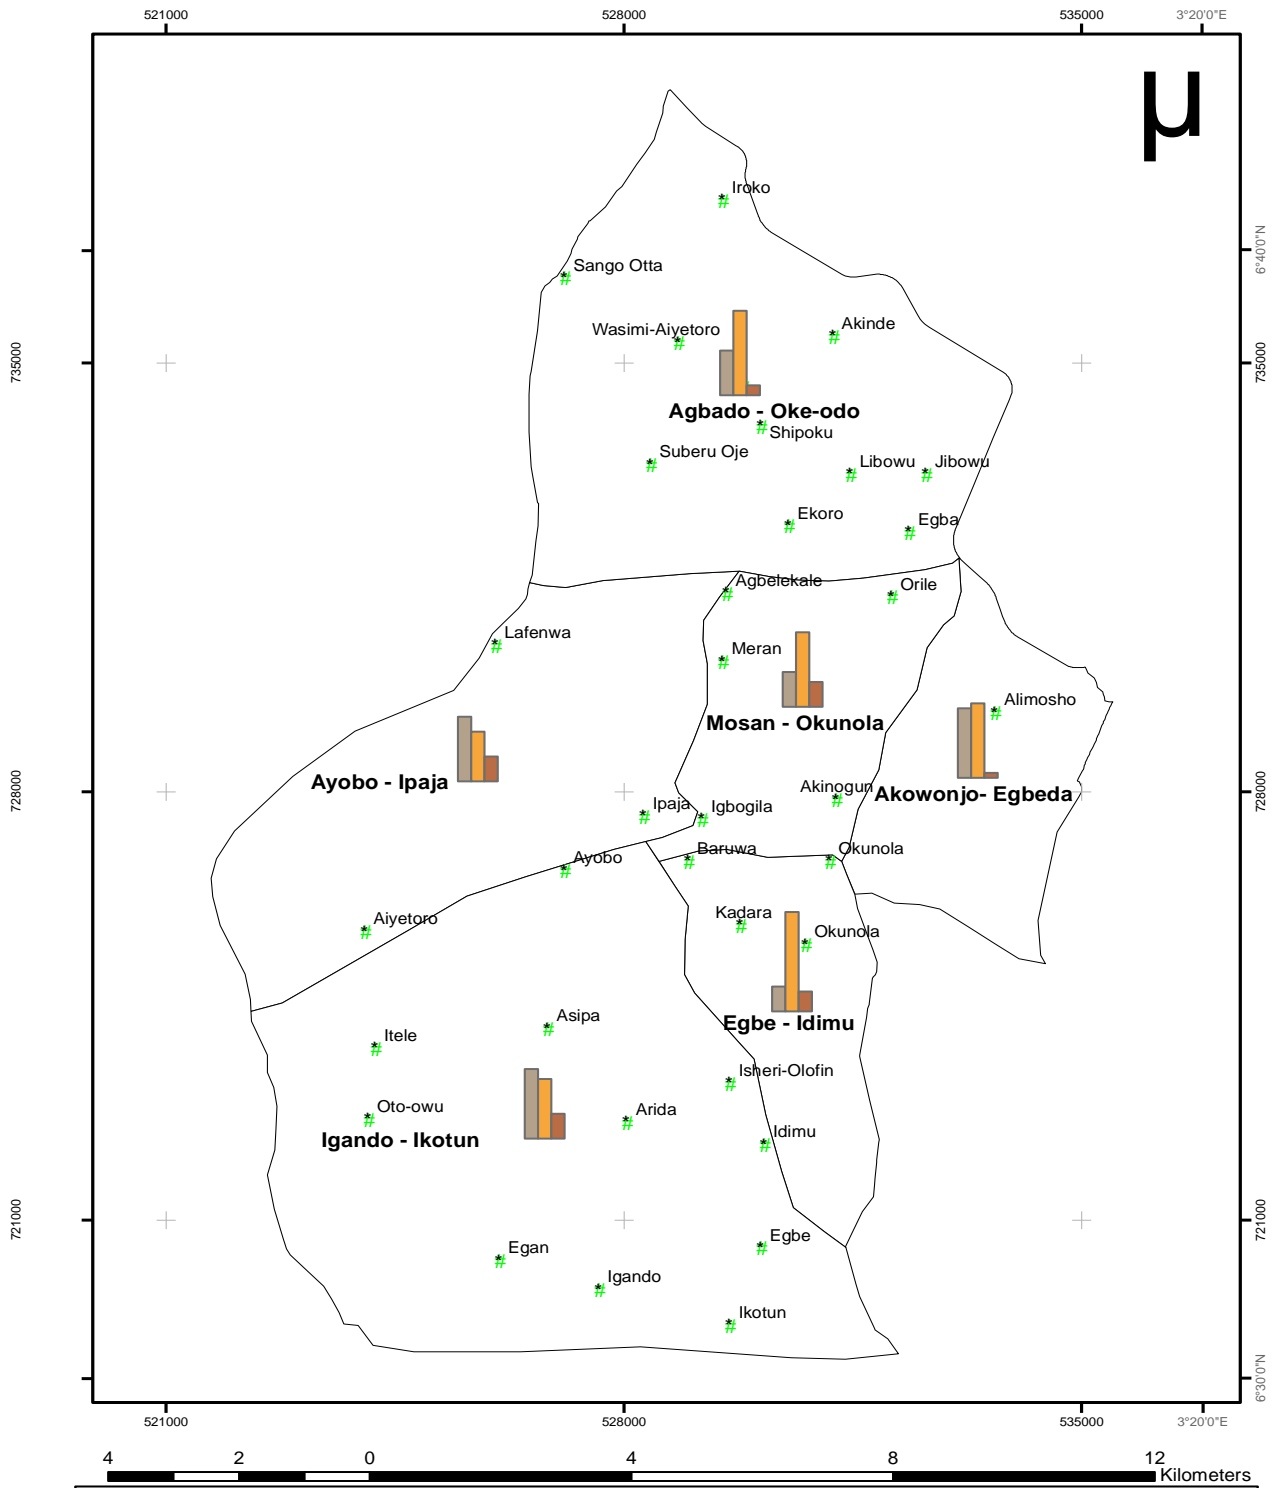 521000 528000 535000 3°20'0"E
µ
Iroko
6°40'0"N
Sango Otta
Akinde
Wasimi-Aiyetoro
735000 735000
Agbado - Oke-odo
Shipoku
Suberu Oje
Libowu Jibowu
Ekoro Egba
Agbelekale Orile
Lafenwa
Meran
Alimosho
Mosan - Okunola
Ayobo - Ipaja
728000 728000
Akinogun Akowonjo- Egbeda
Ipaja Igbogila
Baruwa Okunola
Ayobo
Kadara
Aiyetoro
Okunola
Asipa
Egbe - Idimu
Itele
Isheri-Olofin
Oto-owu Arida
Idimu
Igando - Ikotun
721000 721000
Egbe
Egan
Igando
Ikotun
6°30'0"N
521000 528000 535000 3°20'0"E
4 2 0 4 8 12
Kilometers